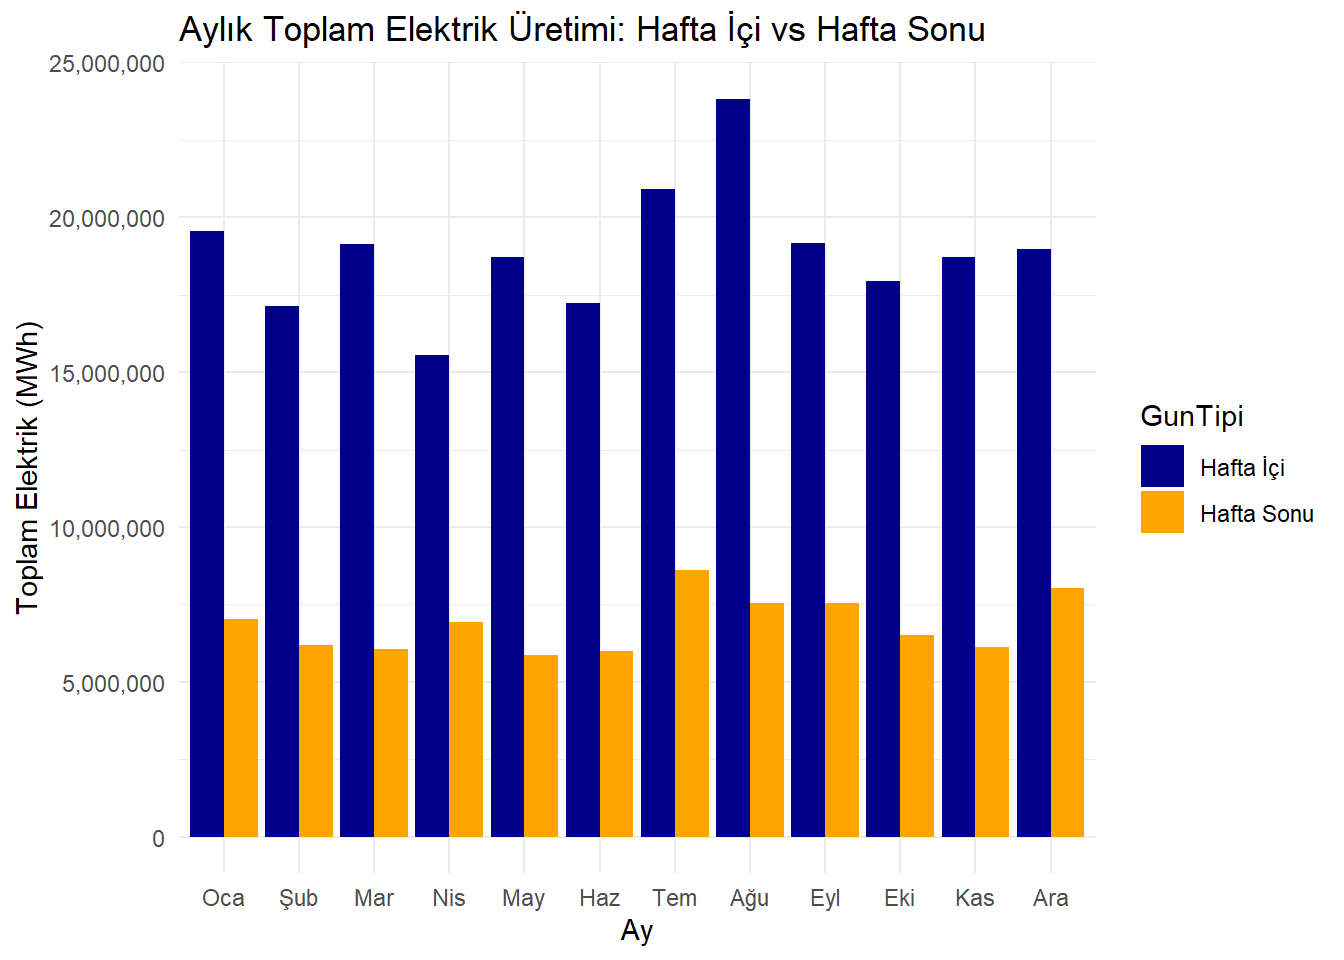 Aylık Toplam Elektrik Üretimi: Hafta İçi vs Hafta Sonu
Toplam Elektrik (MWh)
25,000,000
20,000,000
15,000,000
10,000,000
5,000,000
0
Oca Şub Mar Nis May Haz Tem Ağu Eyl Eki Kas Ara
Ay
GunTipi
Hafta İçi
Hafta Sonu